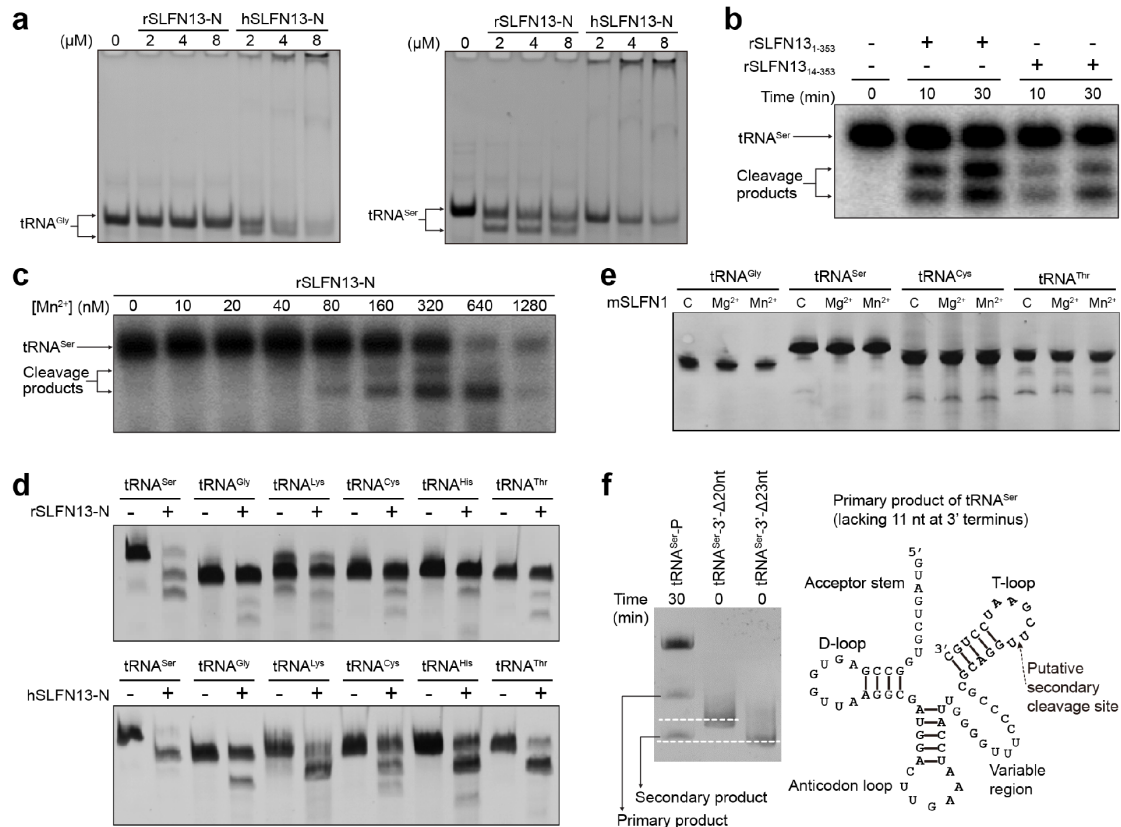 a
rSLFN13-N hSLFN13-N
(μM) 0 2 4 8 2 4 8
tRNAGly
rSLFN13-N hSLFN13-N
(μM) 0 2 4 8 2 4 8
tRNASer
b
rSLFN131-353 - + + - -
rSLFN1314-353 - - - + +
Time (min) 0 10 30 10 30
tRNASer
Cleavage
products
c
rSLFN13-N
[Mn2+] (nM) 0 10 20 40 80 160 320 640 1280
tRNASer
Cleavage
products
e
tRNAGly tRNASer tRNACys tRNAThr
mSLFN1 C Mg2+ Mn2+ C Mg2+ Mn2+ C Mg2+ Mn2+ C Mg2+ Mn2+
d
tRNASer tRNAGly tRNALys tRNACys tRNAHis tRNAThr
rSLFN13-N - + - + - + - + - + - +
tRNASer tRNAGly tRNALys tRNACys tRNAHis tRNAThr
hSLFN13-N - + - + - + - + - + - +
f
tRNASer-P
tRNASer-3'-Δ20nt
tRNASer-3'-Δ23nt
Time
(min)
30 0 0
Secondary product
Primary product
Primary product of tRNASer
(lacking 11 nt at 3' terminus)
5'
GUAGUCGU
Acceptor stem
T-loop
D-loop
3'
Putative
secondary
cleavage site
Variable
region
Anticodon loop